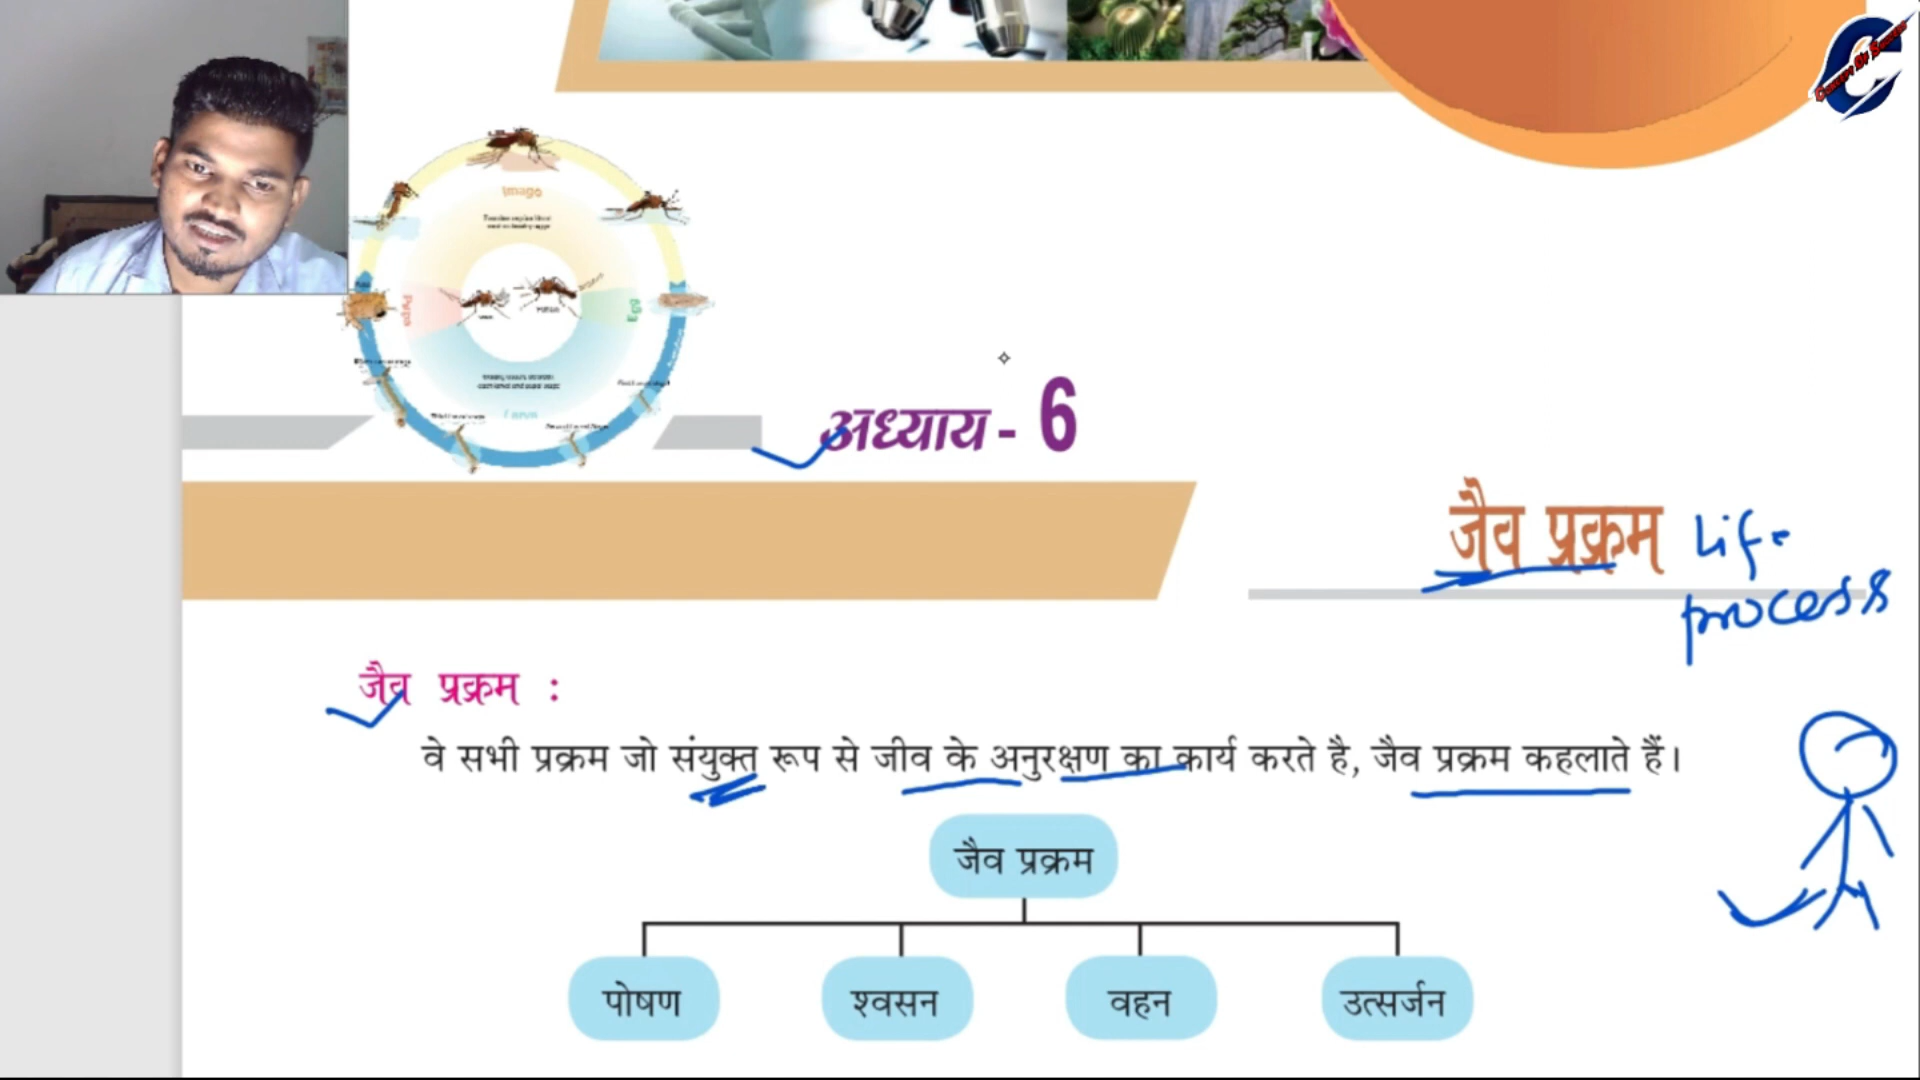 Imago
Pupa
Egg
अध्याय - 6
जैव प्रक्रम
Life
process
जैव प्रक्रम :
वे सभी प्रक्रम जो संयुक्त रूप से जीव के अनुरक्षण का कार्य करते है, जैव प्रक्रम कहलाते हैं।
जैव प्रक्रम
पोषण श्वसन वहन उत्सर्जन